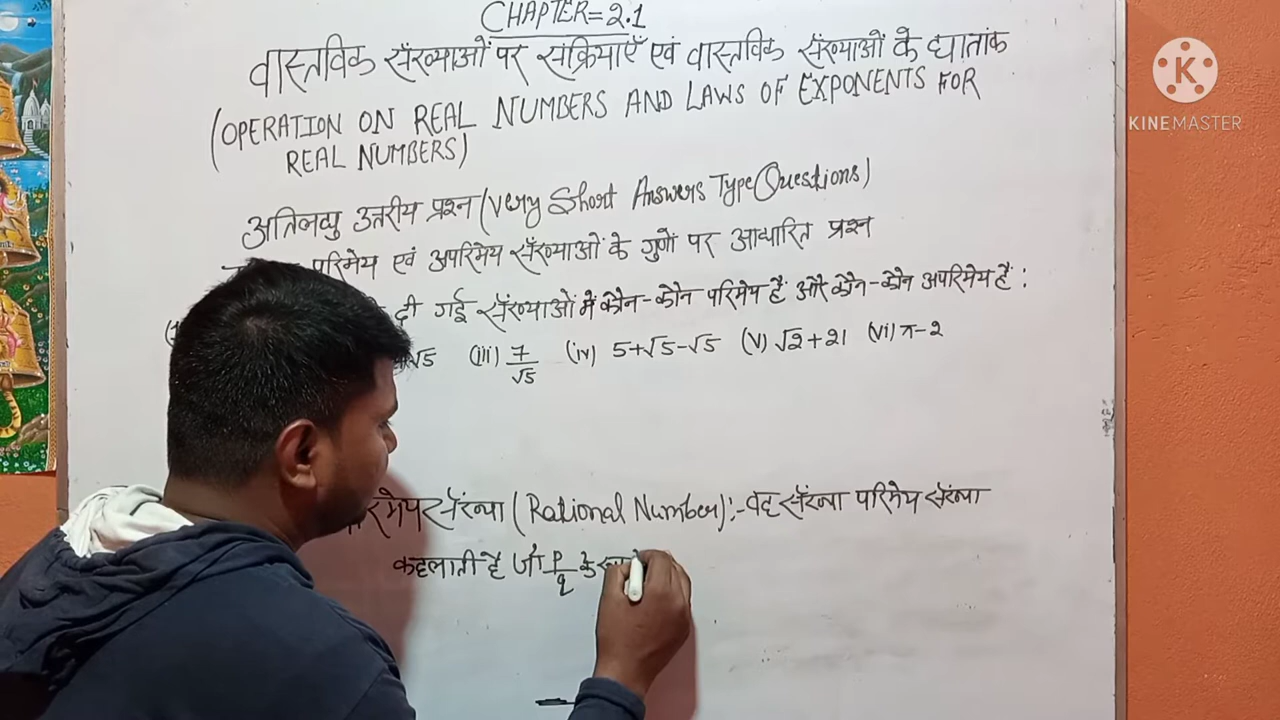 CHAPTER=2.1
वास्तविक सॅंख्याओं पर संक्रियाएँ एवं वास्तविक सॅंख्याओं के घातांक
(OPERATION ON REAL NUMBERS AND LAWS OF EXPONENTS FOR
REAL NUMBERS)
अतिलघु उत्तरीय प्रश्न (Very Short Answers Type Questions)
परिमेय एवं अपरिमेय सॅंख्याओं के गुणों पर आधारित प्रश्न
दी गई सॅंख्याओं में कौन-कौन परिमेय हैं और कौन-कौन अपरिमेय हैं :
√5 (iii) 7/√5 (iv) 5+√5-√5 (v) √2+21 (vi) π-2
सॅंख्या (Rational Number):- वह सॅंख्या परिमेय सॅंख्या
कहलाती है जो p/q के
KINEMASTER